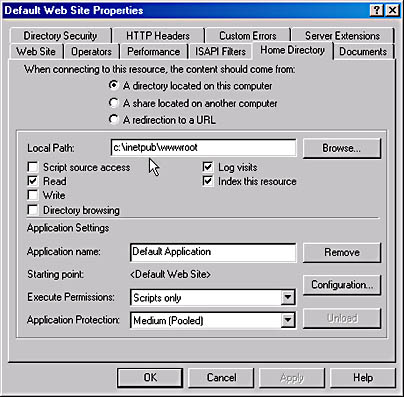 Default Web Site Properties
Directory Security HTTP Headers Custom Errors Server Extensions
Web Site Operators Performance ISAPI Filters Home Directory Documents
When connecting to this resource, the content should come from:
A directory located on this computer
A share located on another computer
A redirection to a URL
Local Path: c:\inetpub\wwwroot Browse...
Script source access Log visits
Read Index this resource
Write
Directory browsing
Application Settings
Application name: Default Application Remove
Starting point: <Default Web Site>
Configuration...
Execute Permissions: Scripts only
Application Protection: Medium (Pooled) Unload
OK Cancel Apply Help